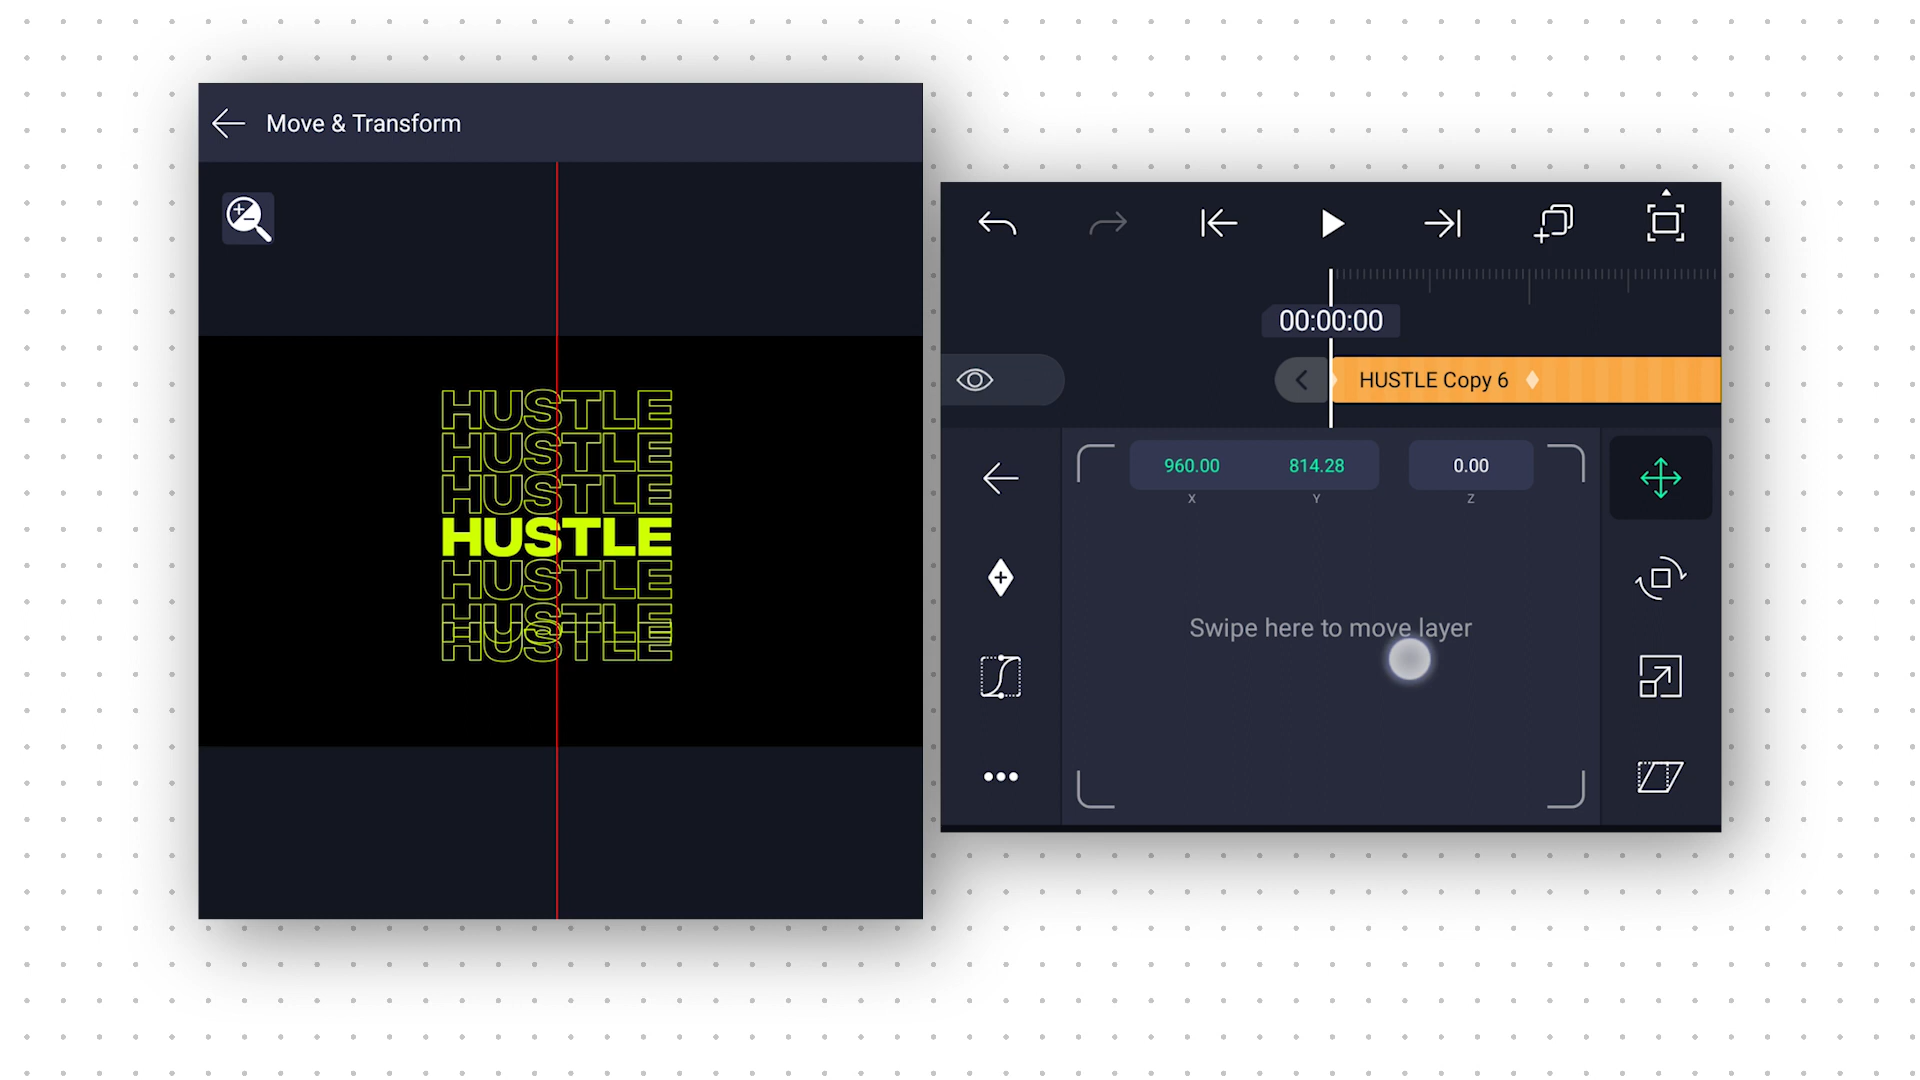 Move & Transform
HUSTLE
HUSTLE
HUSTLE
HUSTLE
HUSTLE
HUSTLE
HUSTLE
00:00:00
HUSTLE Copy 6
960.00 814.28 0.00
X Y Z
Swipe here to move layer